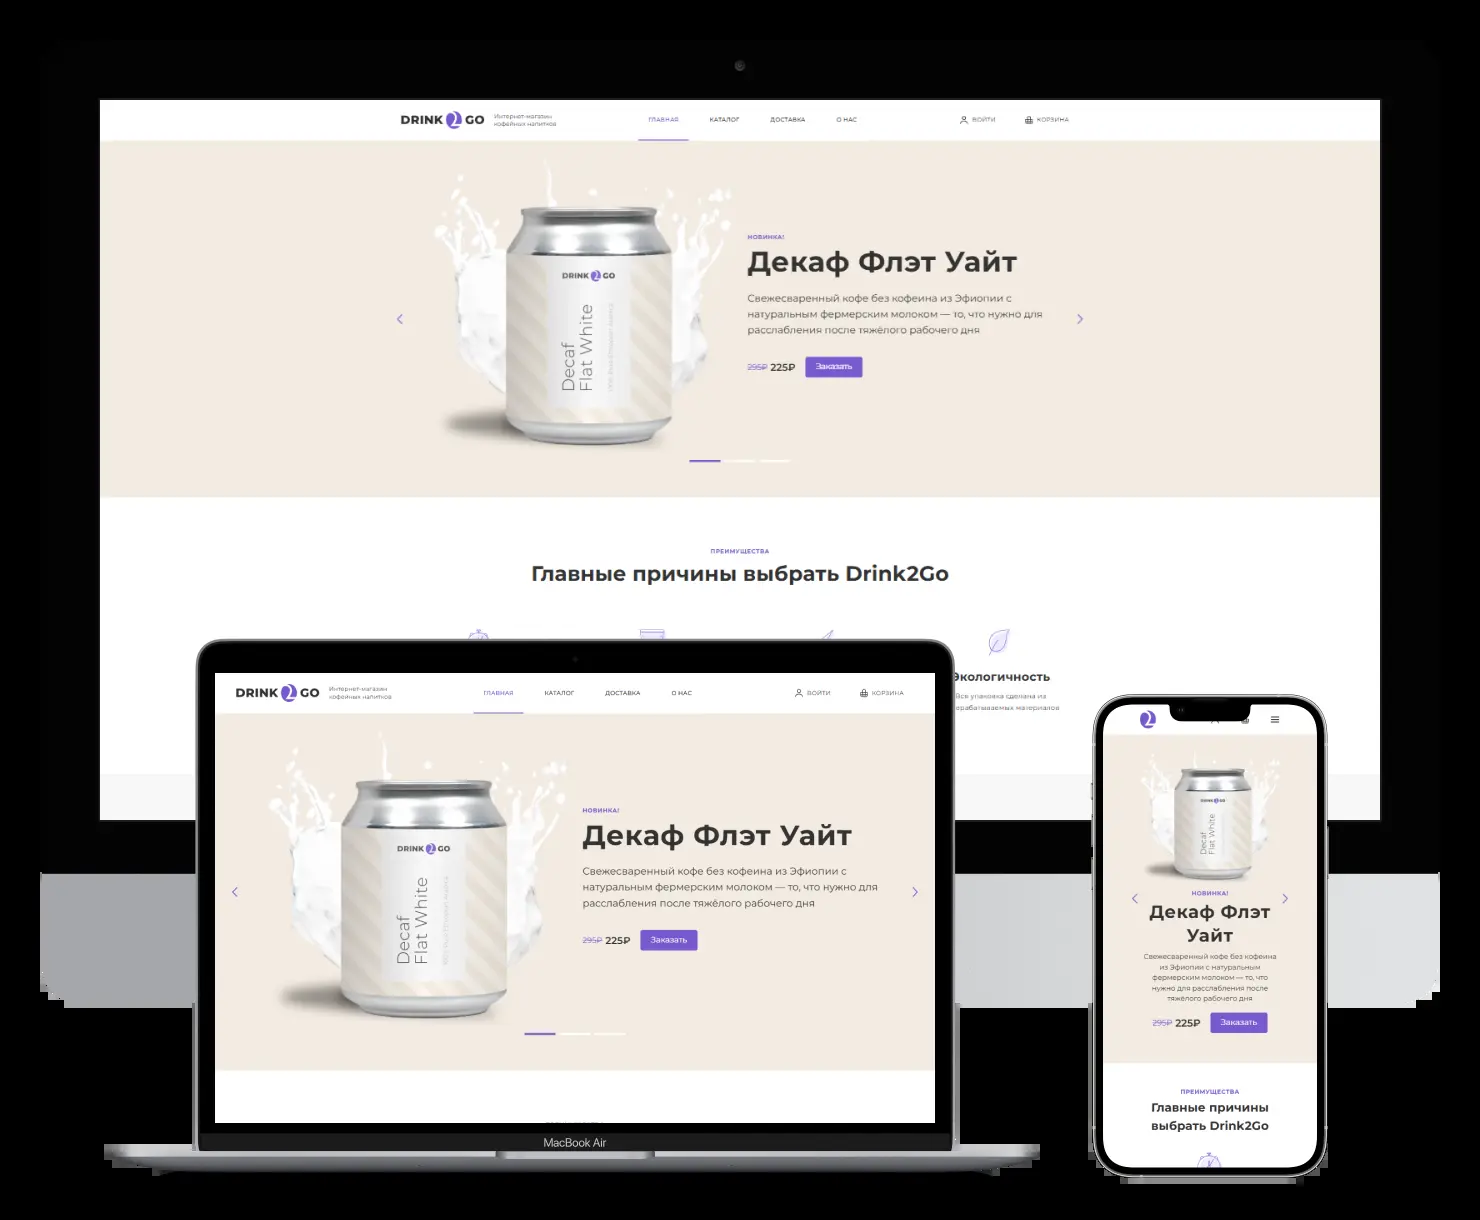 DRINK 2 GO
Интернет-магазин
кофейных напитков
ГЛАВНАЯ
КАТАЛОГ
ДОСТАВКА
О НАС
ВОЙТИ
КОРЗИНА
DRINK 2 GO
Decaf
Flat White
НОВИНКА!
Декаф Флэт Уайт
Свежесваренный кофе без кофеина из Эфиопии с
натуральным фермерским молоком — то, что нужно для
расслабления после тяжёлого рабочего дня
295₽ 225₽ Заказать
ПРЕИМУЩЕСТВА
Главные причины выбрать Drink2Go
Экологичность
Все упаковка сделана из
ерабатываемых материалов
DRINK 2 GO
Интернет-магазин
кофейных напитков
ГЛАВНАЯ
КАТАЛОГ
ДОСТАВКА
О НАС
ВОЙТИ
КОРЗИНА
DRINK 2 GO
Decaf
Flat White
НОВИНКА!
Декаф Флэт Уайт
Свежесваренный кофе без кофеина из Эфиопии с
натуральным фермерским молоком — то, что нужно для
расслабления после тяжёлого рабочего дня
295₽ 225₽ Заказать
MacBook Air
2
DRINK 2 GO
Decaf
Flat White
НОВИНКА!
Декаф Флэт
Уайт
Свежесваренный кофе без кофеина
из Эфиопии с натуральным
фермерским молоком — то, что
нужно для расслабления после
тяжёлого рабочего дня
295₽ 225₽ Заказать
ПРЕИМУЩЕСТВА
Главные причины
выбрать Drink2Go